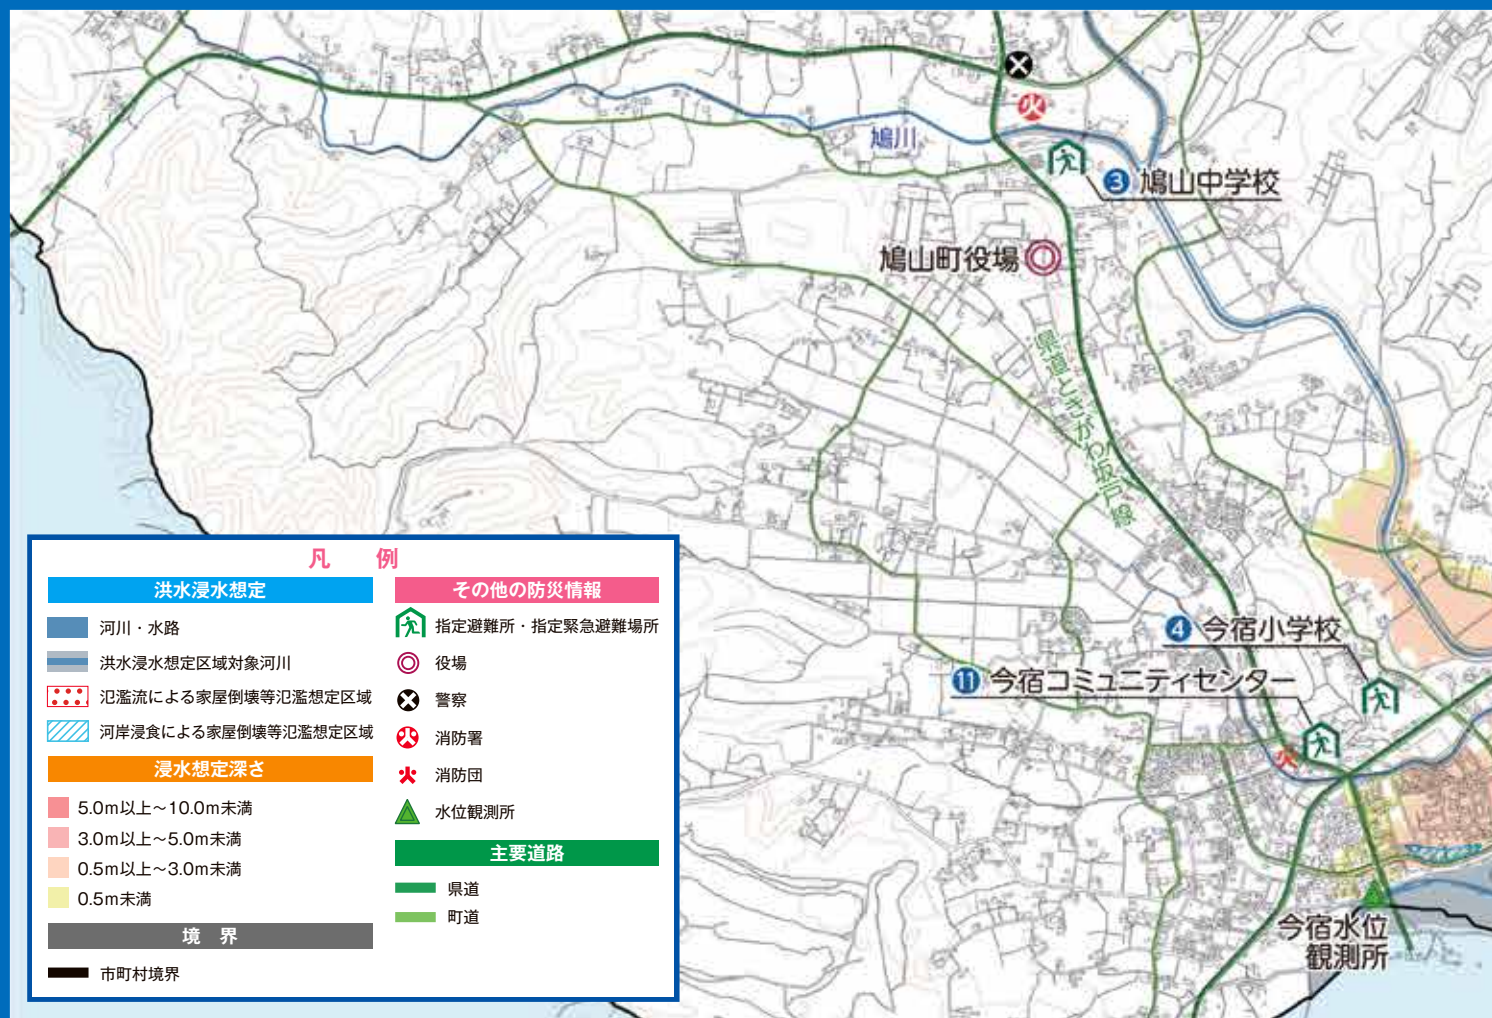 鳩川
③ 鳩山中学校
鳩山町役場
県道ときがわ坂戸線
④ 今宿小学校
⑪ 今宿コミュニティセンター
今宿水位
観測所
凡 例
洪水浸水想定
河川・水路
洪水浸水想定区域対象河川
氾濫流による家屋倒壊等氾濫想定区域
河岸浸食による家屋倒壊等氾濫想定区域
浸水想定深さ
5.0m以上～10.0m未満
3.0m以上～5.0m未満
0.5m以上～3.0m未満
0.5m未満
境 界
市町村境界
その他の防災情報
指定避難所・指定緊急避難場所
役場
警察
消防署
消防団
水位観測所
主要道路
県道
町道